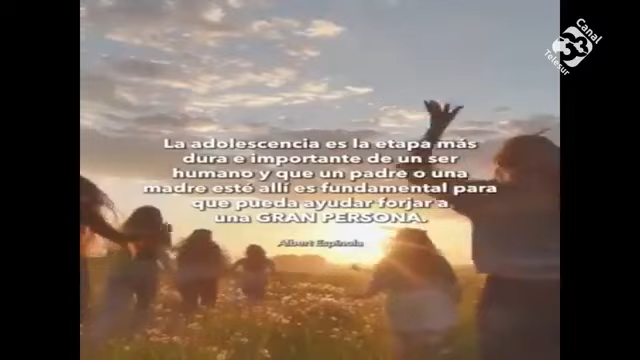 Canal
33
Telesur
La adolescencia es la etapa más
dura e importante de un ser
humano y que un padre o una
madre esté allí es fundamental para
que pueda ayudar forjar a
una GRAN PERSONA.
Albert Espinola